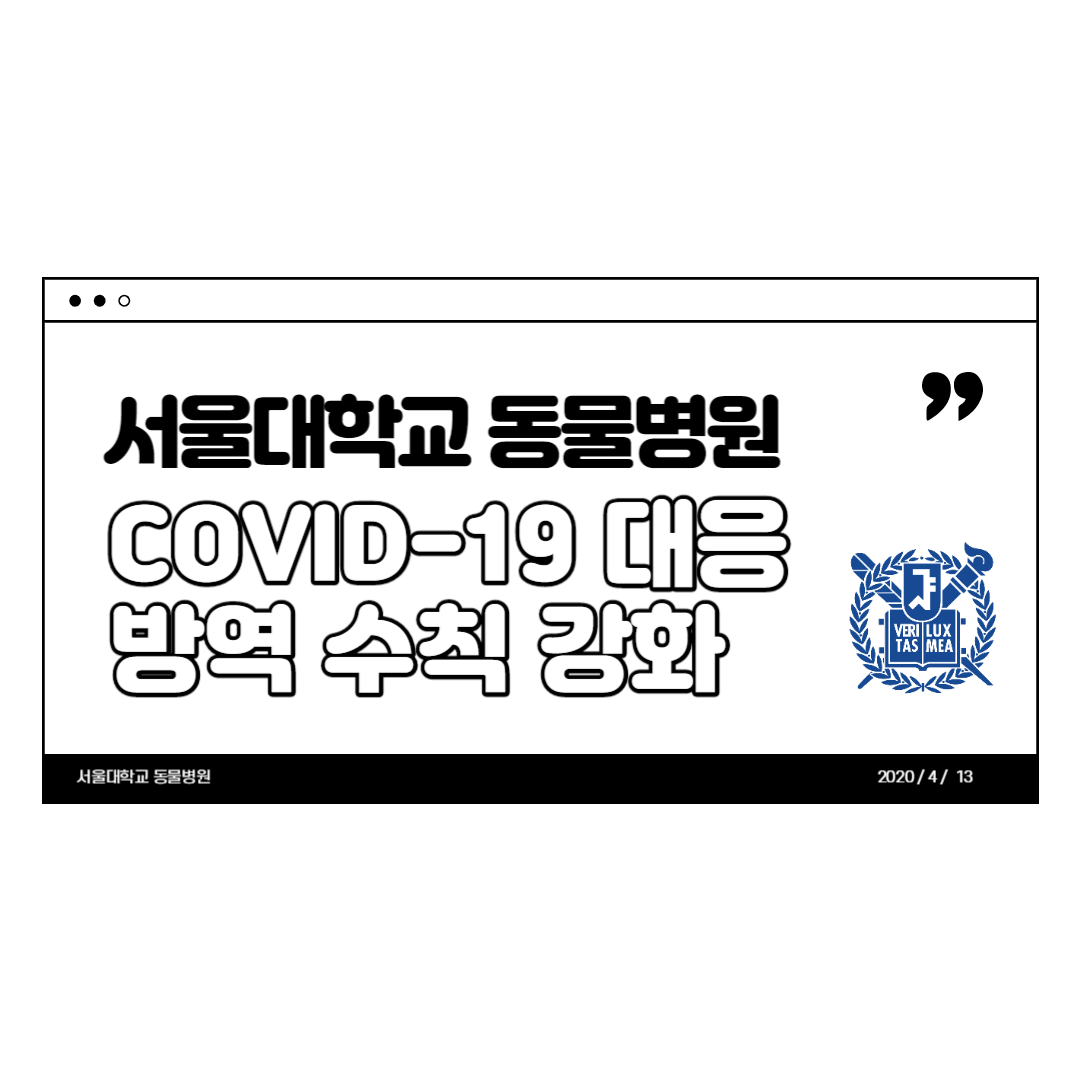 서울대학교 동물병원
COVID-19 대응
방역 수칙 강화
VERI LUX
TAS MEA
서울대학교 동물병원
2020 / 4 / 13